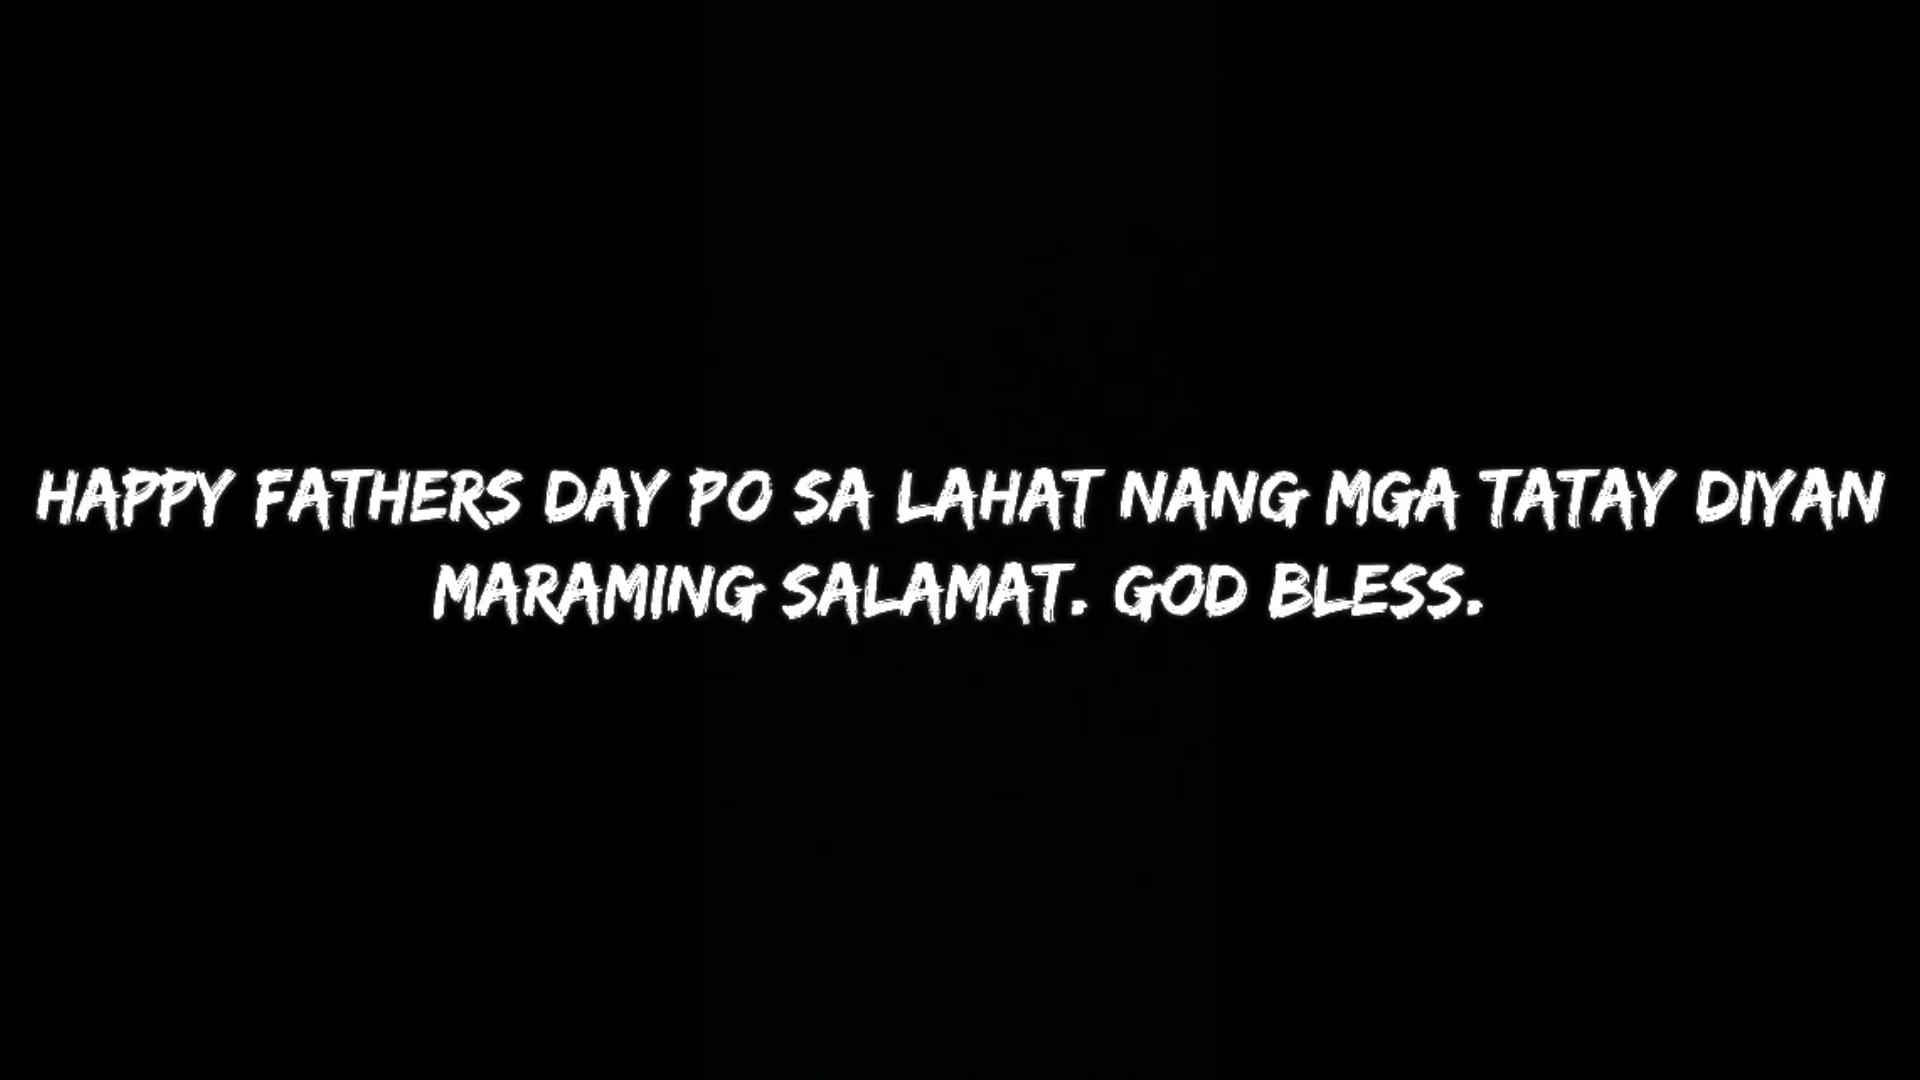 HAPPY FATHERS DAY PO SA LAHAT NANG MGA TATAY DIYAN
MARAMING SALAMAT. GOD BLESS.